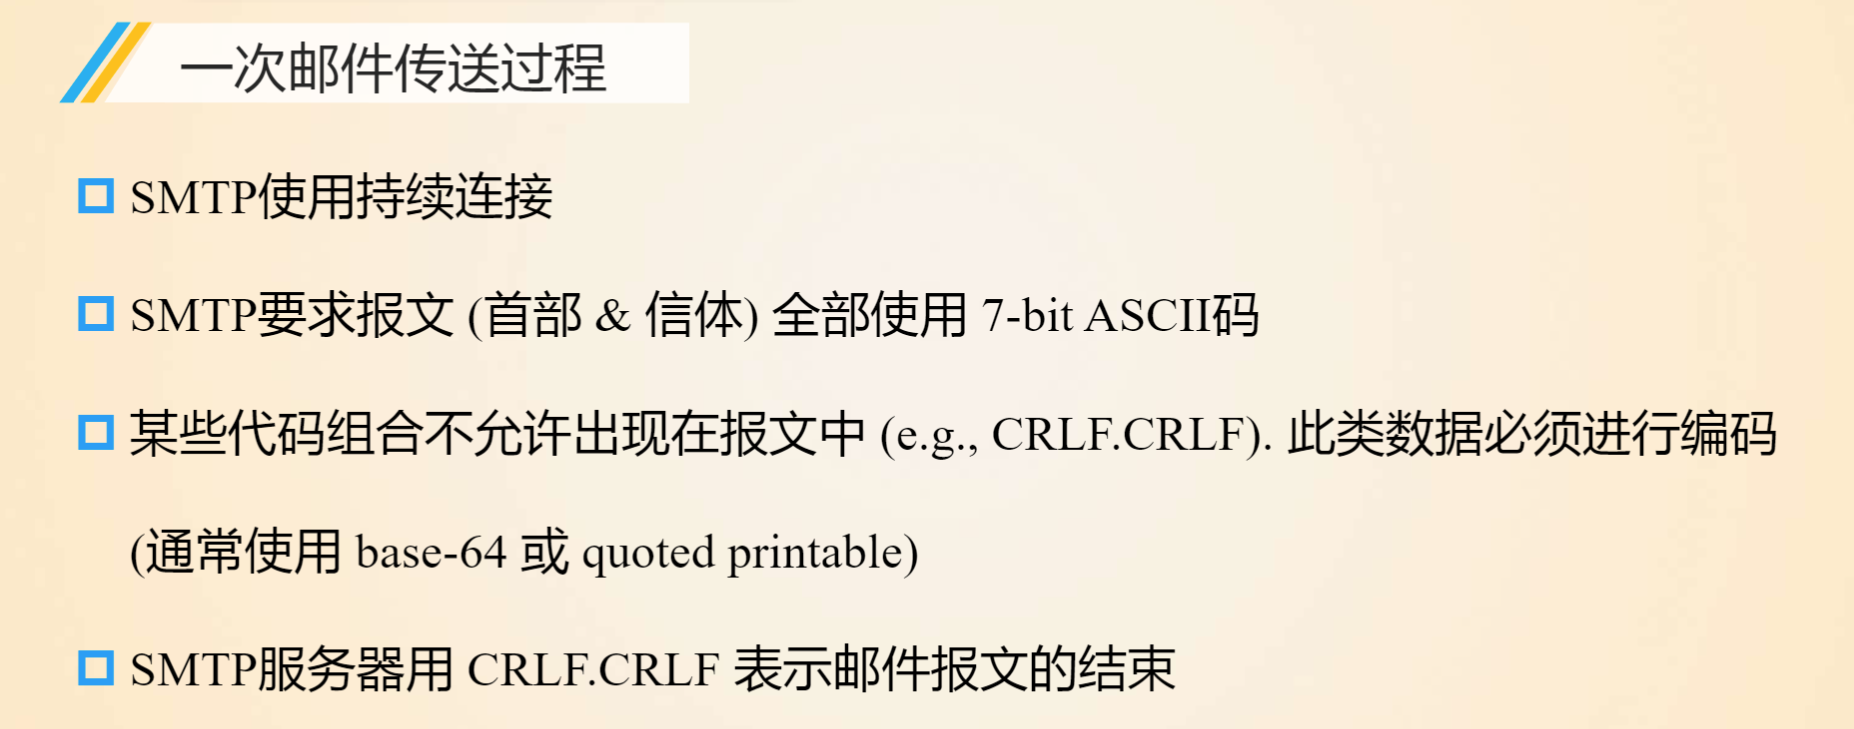 一次邮件传送过程
SMTP使用持续连接
SMTP要求报文 (首部 & 信体) 全部使用 7-bit ASCII码
某些代码组合不允许出现在报文中 (e.g., CRLF.CRLF). 此类数据必须进行编码
(通常使用 base-64 或 quoted printable)
SMTP服务器用 CRLF.CRLF 表示邮件报文的结束